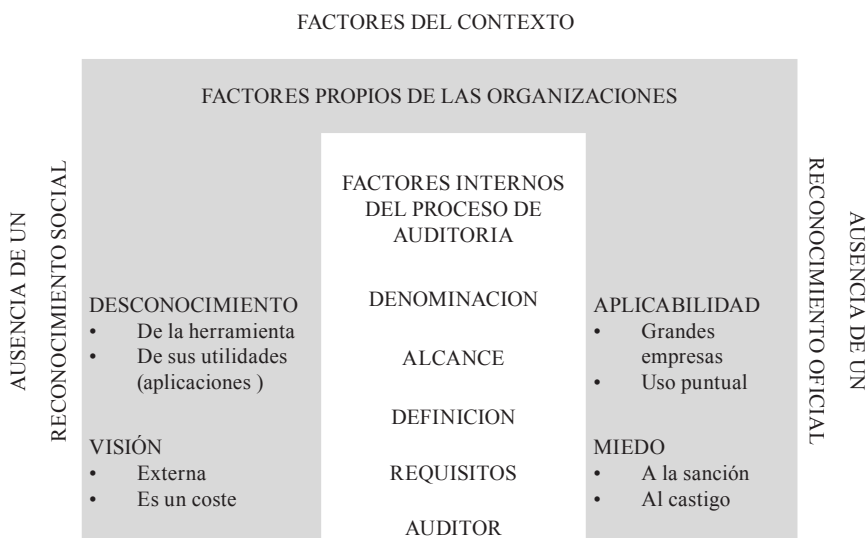 FACTORES DEL CONTEXTO
FACTORES PROPIOS DE LAS ORGANIZACIONES
AUSENCIA DE UN
RECONOCIMIENTO SOCIAL
DESCONOCIMIENTO
• De la herramienta
• De sus utilidades
(aplicaciones )
VISIÓN
• Externa
• Es un coste
FACTORES INTERNOS
DEL PROCESO DE
AUDITORIA
DENOMINACION
ALCANCE
DEFINICION
REQUISITOS
AUDITOR
APLICABILIDAD
• Grandes
empresas
• Uso puntual
MIEDO
• A la sanción
• Al castigo
AUSENCIA DE UN
RECONOCIMIENTO OFICIAL